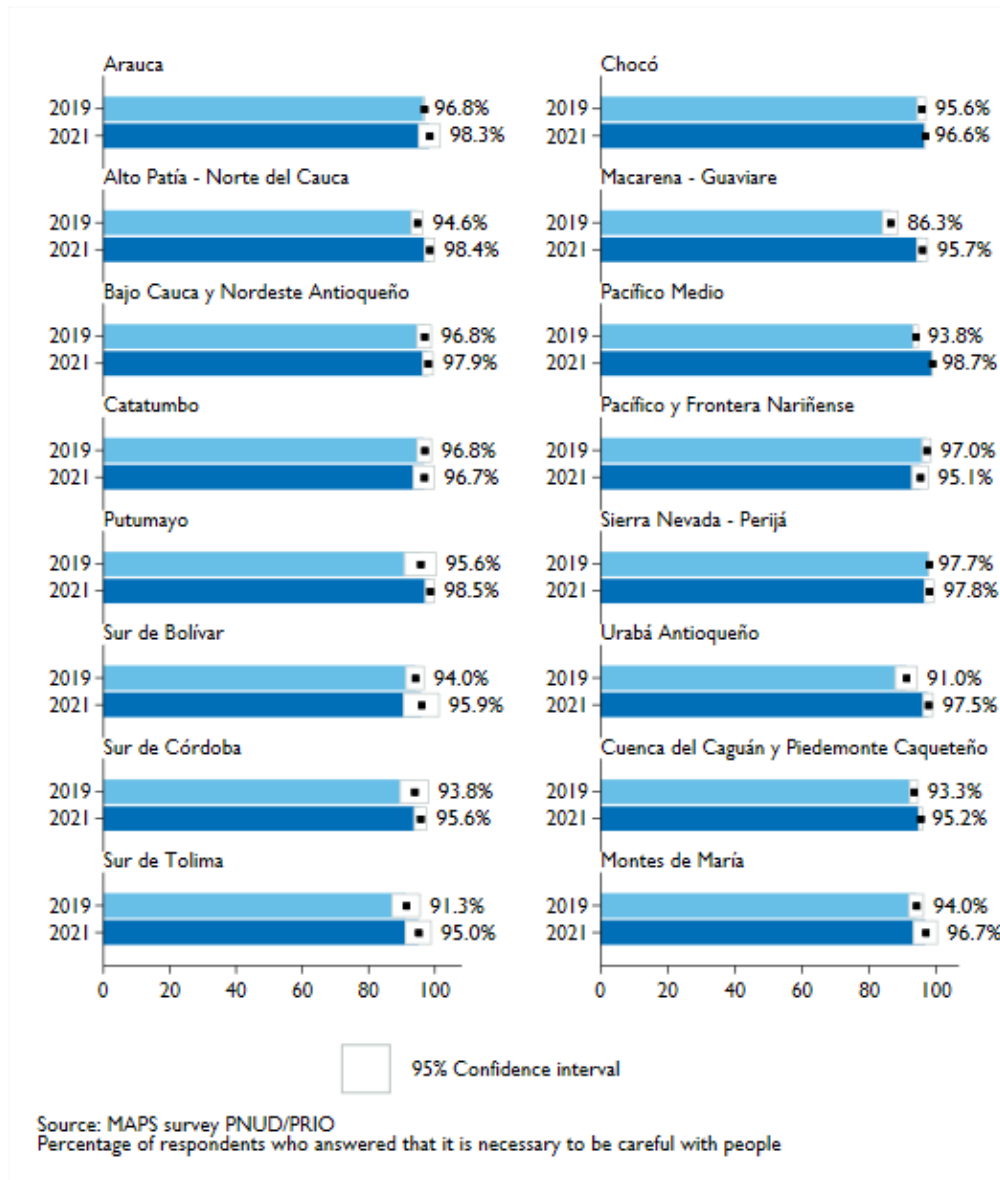 Arauca
2019 96.8%
2021 98.3%
Alto Patía - Norte del Cauca
2019 94.6%
2021 98.4%
Bajo Cauca y Nordeste Antioqueño
2019 96.8%
2021 97.9%
Catatumbo
2019 96.8%
2021 96.7%
Putumayo
2019 95.6%
2021 98.5%
Sur de Bolívar
2019 94.0%
2021 95.9%
Sur de Córdoba
2019 93.8%
2021 95.6%
Sur de Tolima
2019 91.3%
2021 95.0%
0 20 40 60 80 100
Chocó
2019 95.6%
2021 96.6%
Macarena - Guaviare
2019 86.3%
2021 95.7%
Pacífico Medio
2019 93.8%
2021 98.7%
Pacífico y Frontera Nariñense
2019 97.0%
2021 95.1%
Sierra Nevada - Perijá
2019 97.7%
2021 97.8%
Urabá Antioqueño
2019 91.0%
2021 97.5%
Cuenca del Caguán y Piedemonte Caqueteño
2019 93.3%
2021 95.2%
Montes de María
2019 94.0%
2021 96.7%
0 20 40 60 80 100
95% Confidence interval
Source: MAPS survey PNUD/PRIO
Percentage of respondents who answered that it is necessary to be careful with people